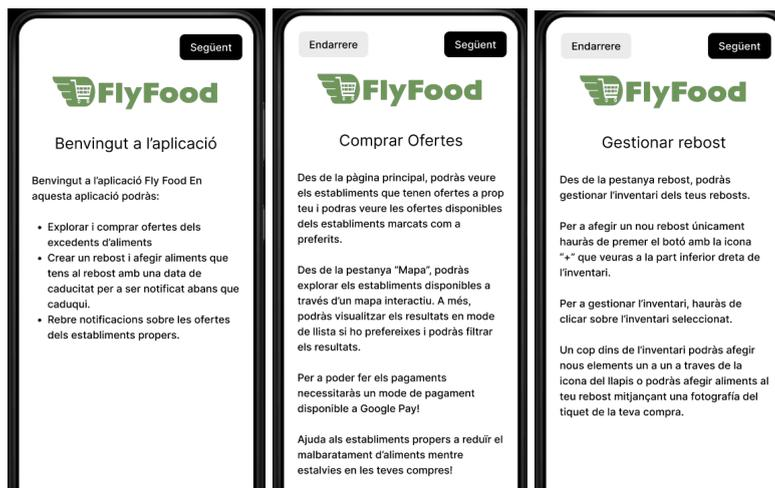 Següent
FlyFood
Benvingut a l'aplicació
Benvingut a l'aplicació Fly Food En
aquesta aplicació podràs:
• Explorar i comprar ofertes dels
excedents d'aliments
• Crear un rebost i afegir aliments que
tens al rebost amb una data de
caducitat per a ser notificat abans que
caduqui.
• Rebre notificacions sobre les ofertes
dels establiments propers.
Endarrere
Següent
FlyFood
Comprar Ofertes
Des de la pàgina principal, podràs veure
els establiments que tenen ofertes a prop
teu i podras veure les ofertes disponibles
dels establiments marcats com a
preferits.
Des de la pestanya "Mapa", podràs
explorar els establiments disponibles a
través d'un mapa interactiu. A més,
podràs visualitzar els resultats en mode
de llista si ho prefereixes i podràs filtrar
els resultats.
Per a poder fer els pagaments
necessitaràs un mode de pagament
disponible a Google Pay!
Ajuda als establiments propers a reduïr el
malbaratament d'aliments mentre
estalvies en les teves compres!
Endarrere
Següent
FlyFood
Gestionar rebost
Des de la pestanya rebost, podràs
gestionar l'inventari dels teus rebosts.
Per a afegir un nou rebost únicament
hauràs de premer el botó amb la icona
"+" que veuras a la part inferior dreta de
l'inventari.
Per a gestionar l'inventari, hauràs de
clicar sobre l'inventari seleccionat.
Un cop dins de l'inventari podràs afegir
nous elements un a un a traves de la
icona del llapis o podràs afegir aliments al
teu rebost mitjançant una fotografía del
tiquet de la teva compra.